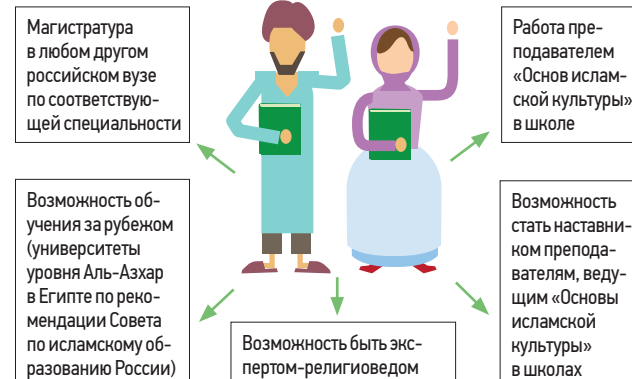 Магистратура
в любом другом
российском вузе
по соответствую-
щей специальности
Работа пре-
подавателем
«Основ ислам-
ской культуры»
в школе
Возможность об-
учения за рубежом
(университеты
уровня Аль-Азхар
в Египте по реко-
мендации Совета
по исламскому об-
разованию России)
Возможность быть экс-
пертом-религиоведом
Возможность
стать наставни-
ком препода-
вателям, веду-
щим «Основы
исламской
культуры»
в школах